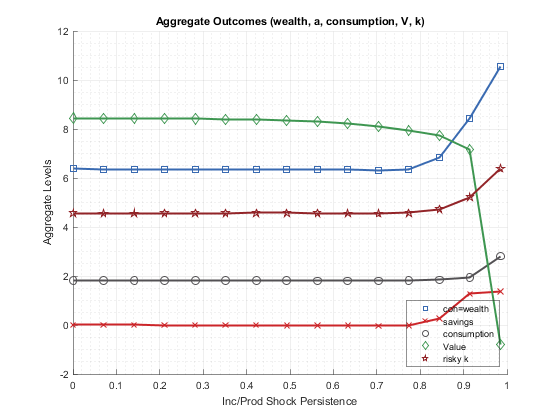 Aggregate Outcomes (wealth, a, consumption, V, k)
12
10
8
6
4
2
0
-2
Aggregate Levels
coh=wealth
savings
consumption
Value
risky k
0 0.1 0.2 0.3 0.4 0.5 0.6 0.7 0.8 0.9 1
Inc/Prod Shock Persistence